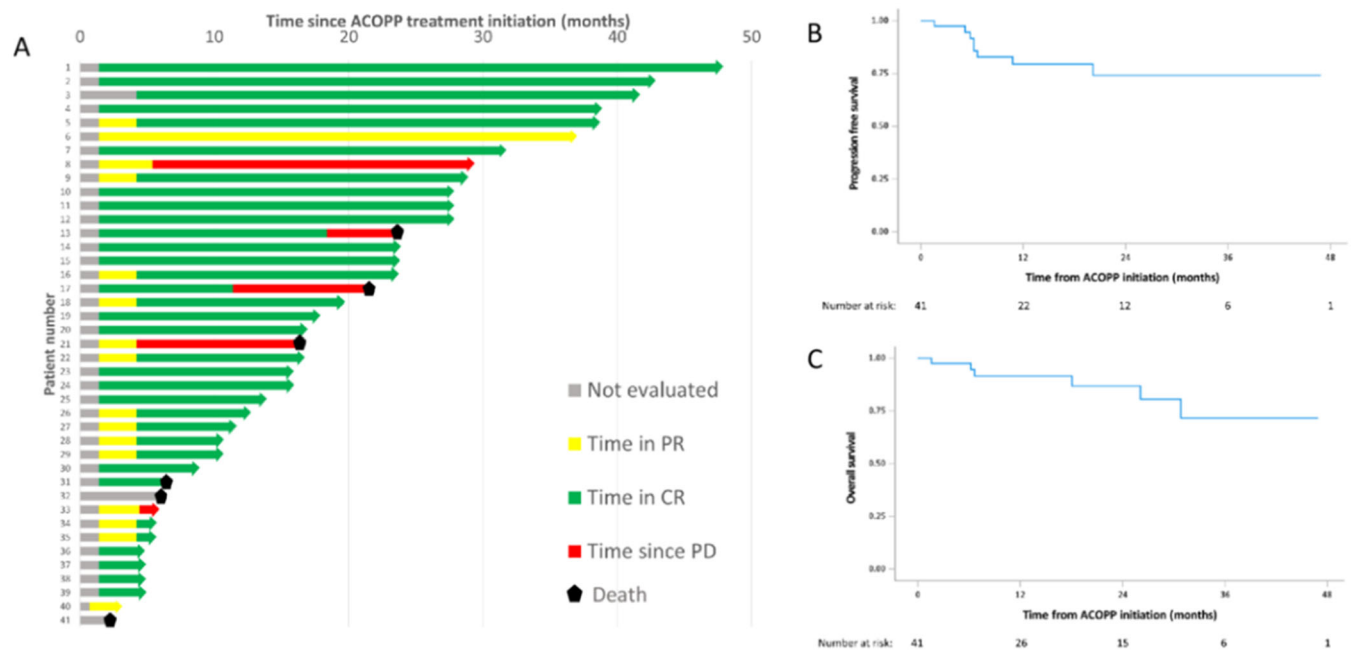 A
Time since ACOPP treatment initiation (months)
0 10 20 30 40 50
Patient number
1
2
3
4
5
6
7
8
9
10
11
12
13
14
15
16
17
18
19
20
21
22
23
24
25
26
27
28
29
30
31
32
33
34
35
36
37
38
39
40
41
Not evaluated
Time in PR
Time in CR
Time since PD
Death
B
Progression free survival
1.00
0.75
0.50
0.25
0.00
0 12 24 36 48
Time from ACOPP initiation (months)
Number at risk: 41 22 12 6 1
C
Overall survival
1.00
0.75
0.50
0.25
0.00
0 12 24 36 48
Time from ACOPP initiation (months)
Number at risk: 41 26 15 6 1